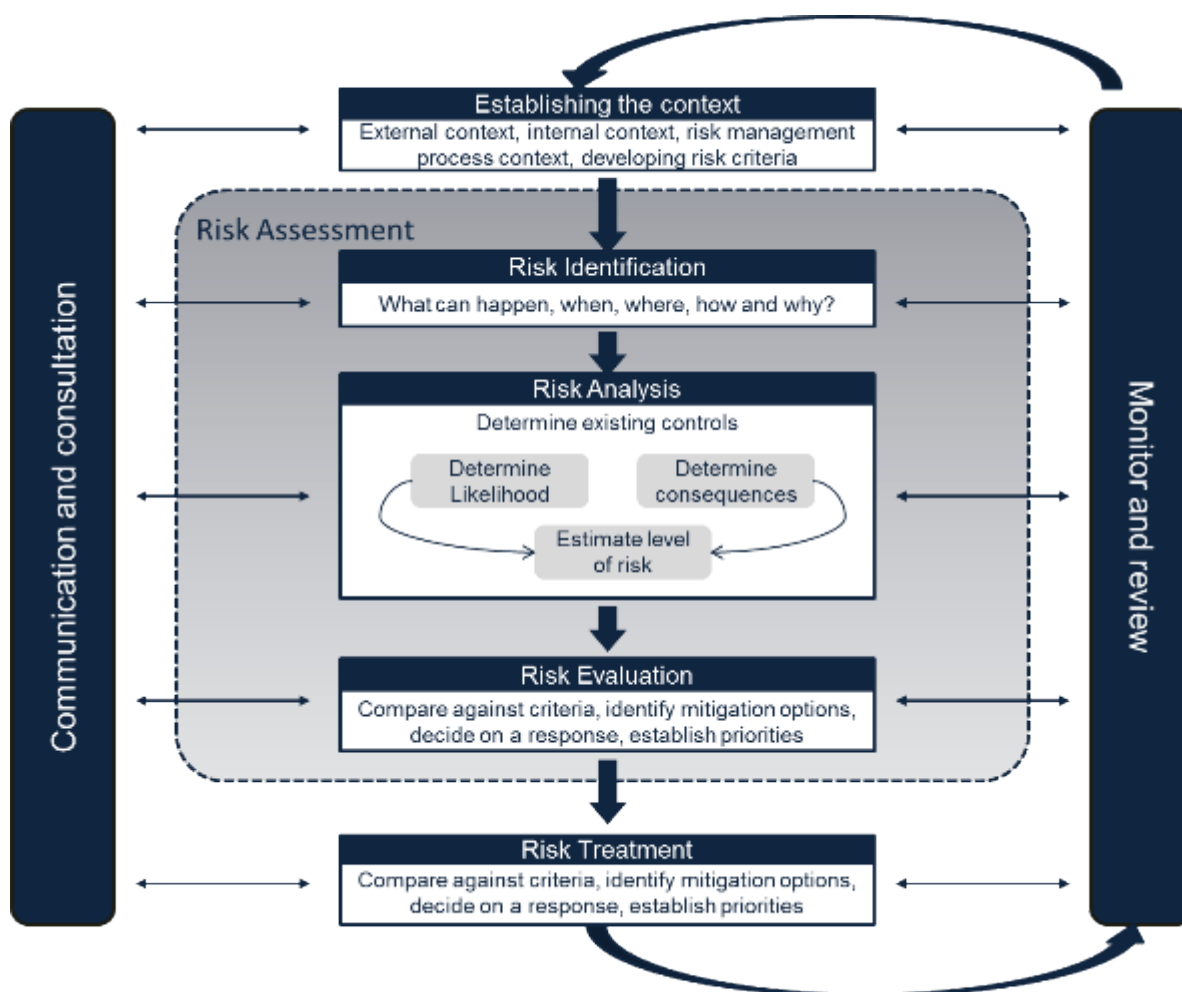 Establishing the context
External context, internal context, risk management
process context, developing risk criteria
Risk Assessment
Risk Identification
What can happen, when, where, how and why?
Risk Analysis
Determine existing controls
Determine
Likelihood
Determine
consequences
Estimate level
of risk
Risk Evaluation
Compare against criteria, identify mitigation options,
decide on a response, establish priorities
Risk Treatment
Compare against criteria, identify mitigation options,
decide on a response, establish priorities
Communication and consultation
Monitor and review